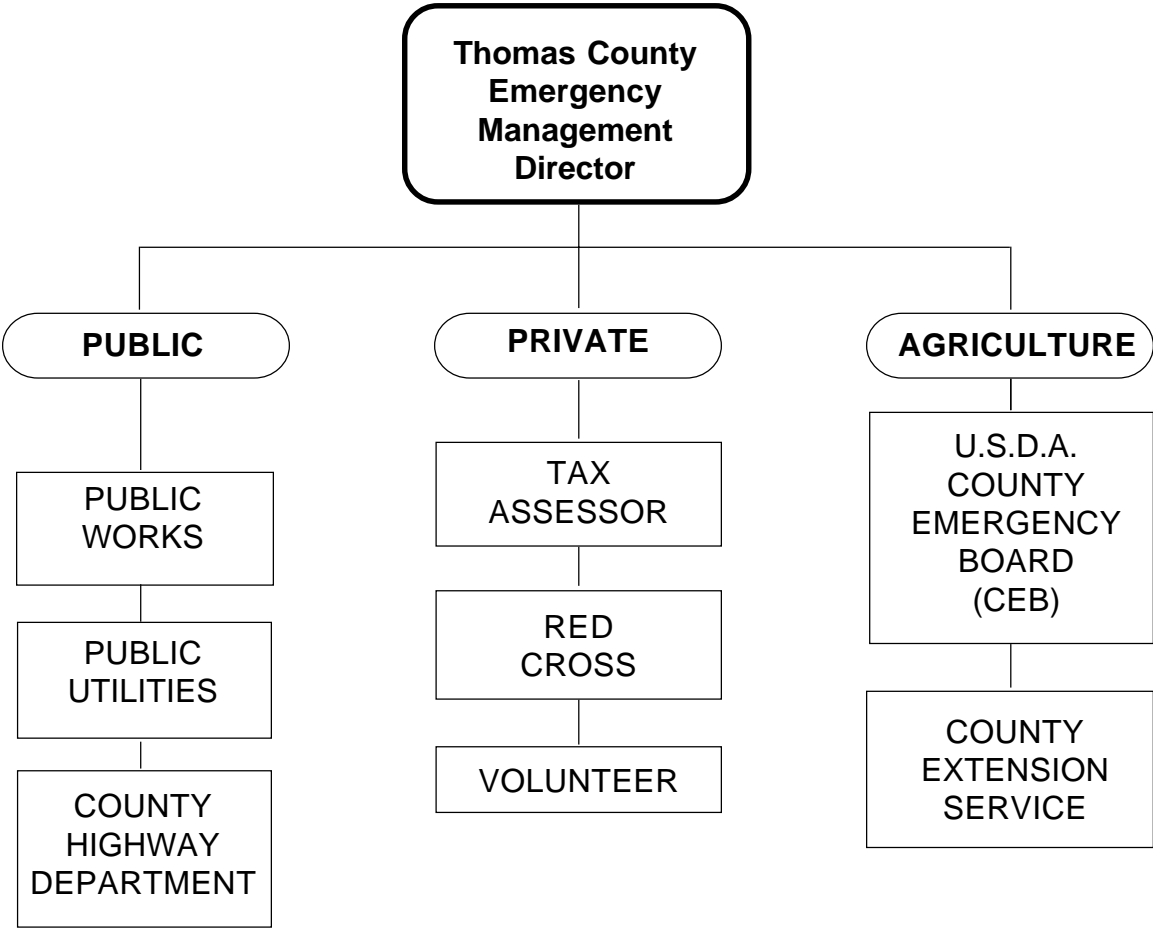 Thomas County
Emergency
Management
Director
PUBLIC
PRIVATE
AGRICULTURE
PUBLIC
WORKS
PUBLIC
UTILITIES
COUNTY
HIGHWAY
DEPARTMENT
TAX
ASSESSOR
RED
CROSS
VOLUNTEER
U.S.D.A.
COUNTY
EMERGENCY
BOARD
(CEB)
COUNTY
EXTENSION
SERVICE